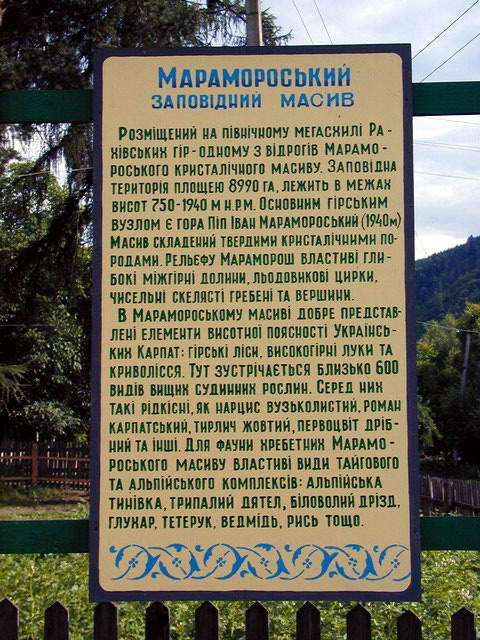 МАРАМОРОСЬКИЙ
ЗАПОВІДНИЙ МАСИВ
РОЗМІЩЕНИЙ НА ПІВНІЧНОМУ МЕГАСХИЛІ РА-
ХІВСЬКИХ ГІР-ОДНОМУ З ВІДРОГІВ МАРАМО-
РОСЬКОГО КРИСТАЛІЧНОГО МАСИВУ. ЗАПОВІДНА
ТЕРИТОРІЯ ПЛОЩЕЮ 8990 ГА, ЛЕЖИТЬ В МЕЖАХ
ВИСОТ 750-1940 М Н.Р.М. ОСНОВНИМ ГІРСЬКИМ
ВУЗЛОМ Є ГОРА ПІП ІВАН МАРАМОРОСЬКИЙ (1940М)
МАСИВ СКЛАДЕНИЙ ТВЕРДИМИ КРИСТАЛІЧНИМИ ПО-
РОДАМИ. РЕЛЬЄФУ МАРАМОРОШ ВЛАСТИВІ ГЛИ-
БОКІ МІЖГІРНІ ДОЛИНИ, ЛЬОДОВИКОВІ ЦИРКИ,
ЧИСЕЛЬНІ СКЕЛЯСТІ ГРЕБЕНІ ТА ВЕРШИНИ.
В МАРАМОРОСЬКОМУ МАСИВІ ДОБРЕ ПРЕДСТАВ-
ЛЕНІ ЕЛЕМЕНТИ ВИСОТНОЇ ПОЯСНОСТІ УКРАЇНСЬ-
КИХ КАРПАТ: ГІРСЬКІ ЛІСИ, ВИСОКОГІРНІ ЛУКИ ТА
КРИВОЛІССЯ. ТУТ ЗУСТРІЧАЄТЬСЯ БЛИЗЬКО 600
ВИДІВ ВИЩИХ СУДИННИХ РОСЛИН. СЕРЕД НИХ
ТАКІ РІДКІСНІ, ЯК НАРЦИС ВУЗЬКОЛИСТИЙ, РОМАН
КАРПАТСЬКИЙ, ТИРЛИЧ ЖОВТИЙ, ПЕРВОЦВІТ ДРІБ-
НИЙ ТА ІНШІ. ДЛЯ ФАУНИ ХРЕБЕТНИХ МАРАМО-
РОСЬКОГО МАСИВУ ВЛАСТИВІ ВИДИ ТАЙГОВОГО
ТА АЛЬПІЙСЬКОГО КОМПЛЕКСІВ: АЛЬПІЙСЬКА
ТИНІВКА, ТРИПАЛИЙ ДЯТЕЛ, БІЛОВОЛИЙ ДРІЗД,
ГЛУХАР, ТЕТЕРУК, ВЕДМІДЬ, РИСЬ ТОЩО.